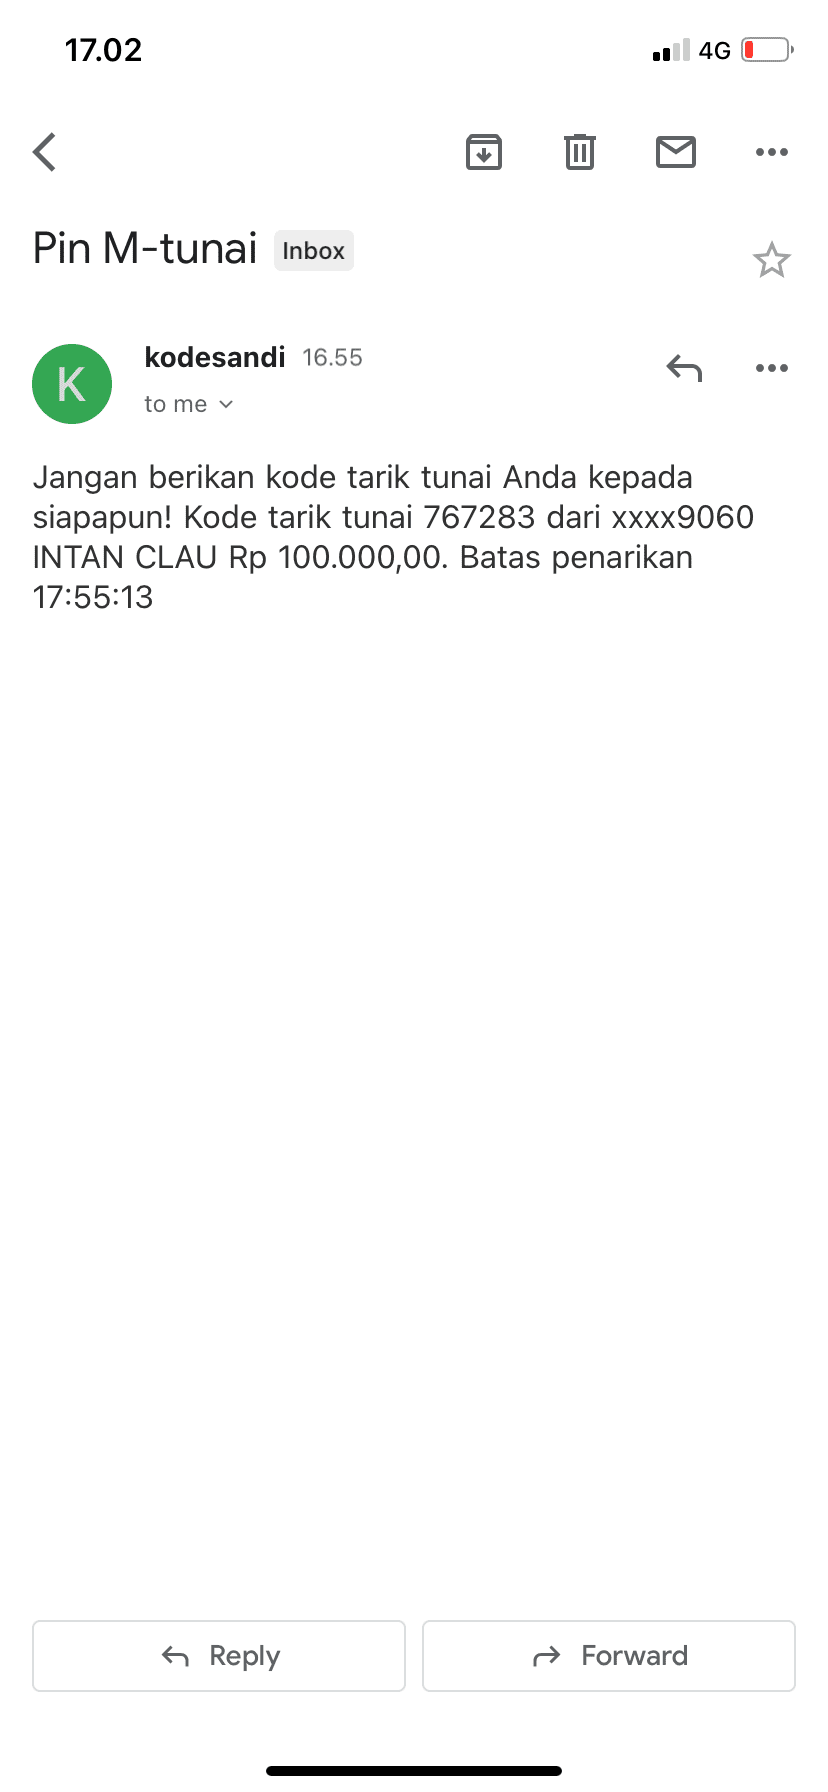 17.02
4G
Pin M-tunai Inbox
K
kodesandi 16.55
to me
Jangan berikan kode tarik tunai Anda kepada
siapapun! Kode tarik tunai 767283 dari xxxx9060
INTAN CLAU Rp 100.000,00. Batas penarikan
17:55:13
Reply
Forward